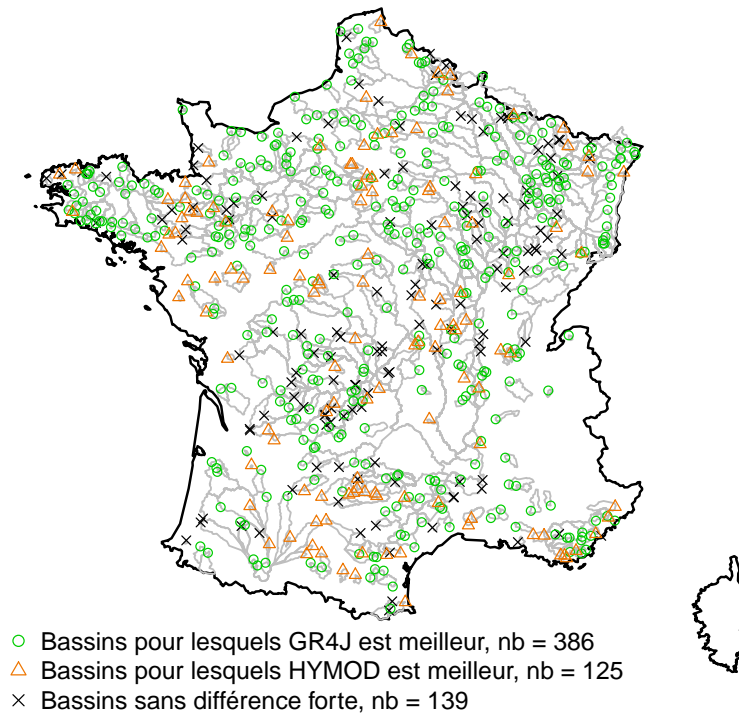 Bassins pour lesquels GR4J est meilleur, nb = 386
Bassins pour lesquels HYMOD est meilleur, nb = 125
Bassins sans différence forte, nb = 139